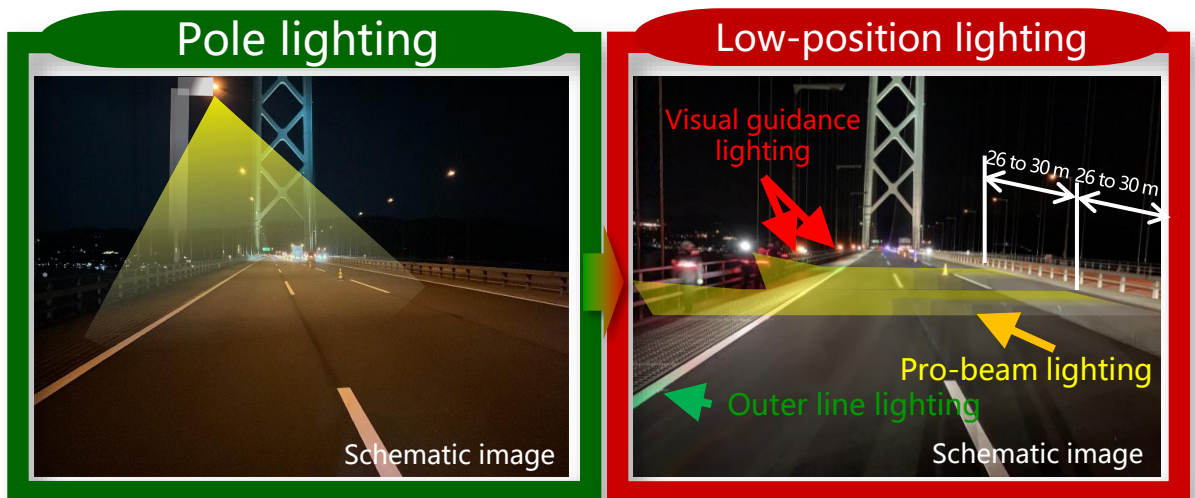 Pole lighting
Low-position lighting
Visual guidance
lighting
26 to 30 m
26 to 30 m
Pro-beam lighting
Outer line lighting
Schematic image
Schematic image